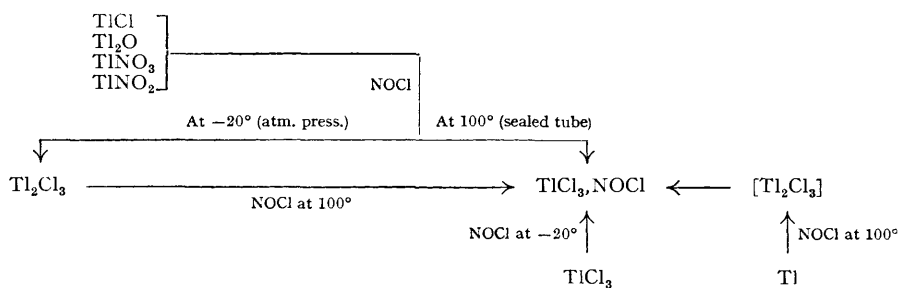 TlCl
Tl₂O
TlNO₃
TlNO₂
NOCl
At −20° (atm. press.)
At 100° (sealed tube)
Tl₂Cl₃
NOCl at 100°
TlCl₃,NOCl
[Tl₂Cl₃]
NOCl at −20°
NOCl at 100°
TlCl₃
Tl